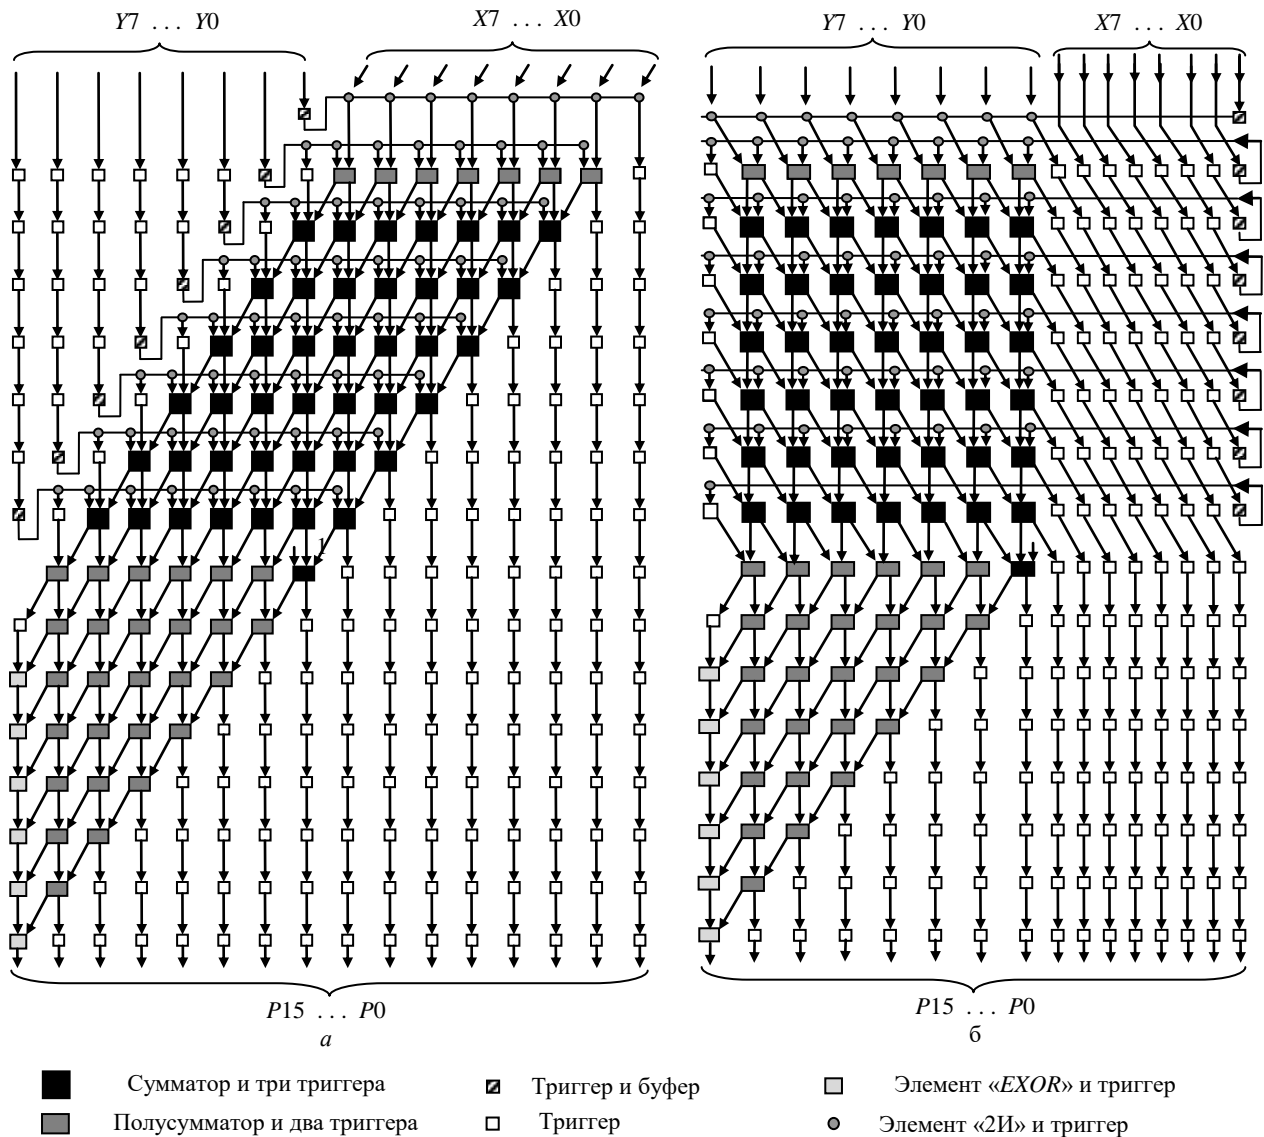 Y7 . . . Y0
X7 . . . X0
Y7 . . . Y0
X7 . . . X0
1
P15 . . . P0
а
P15 . . . P0
б
Сумматор и три триггера
Триггер и буфер
Элемент «EXOR» и триггер
Полусумматор и два триггера
Триггер
Элемент «2И» и триггер